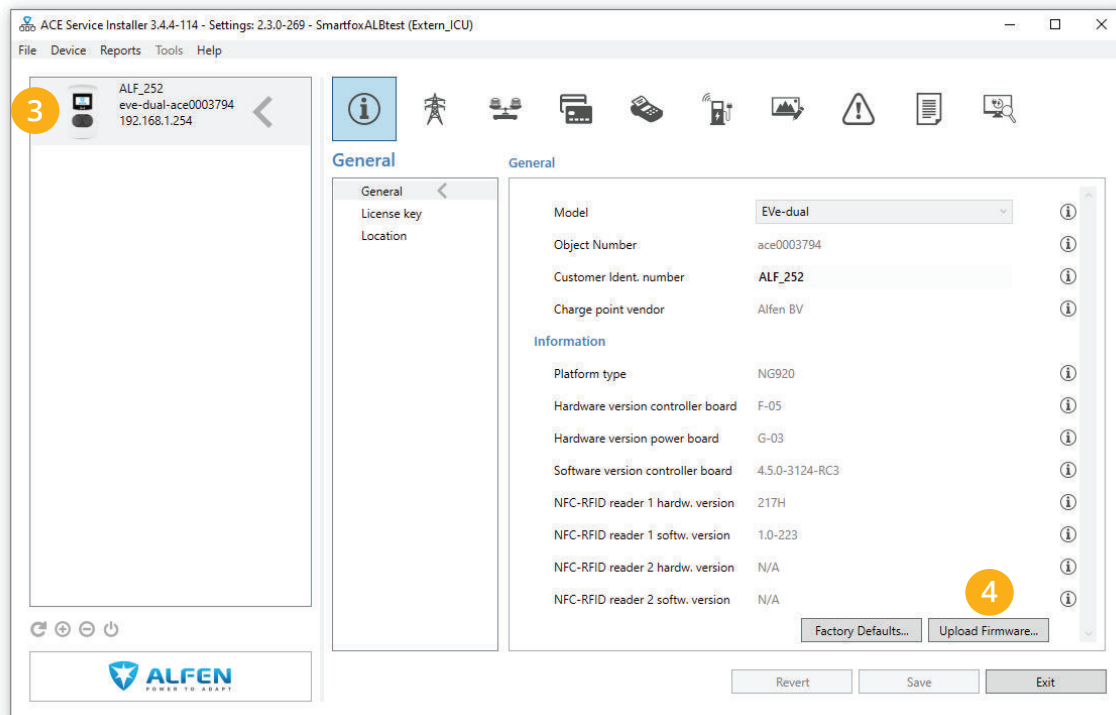 ACE Service Installer 3.4.4-114 - Settings: 2.3.0-269 - SmartfoxALBtest (Extern_ICU)
File Device Reports Tools Help
3
ALF_252
eve-dual-ace0003794
192.168.1.254
General
General
License key
Location
General
Model EVe-dual
Object Number ace0003794
Customer Ident. number ALF_252
Charge point vendor Alfen BV
Information
Platform type NG920
Hardware version controller board F-05
Hardware version power board G-03
Software version controller board 4.5.0-3124-RC3
NFC-RFID reader 1 hardw. version 217H
NFC-RFID reader 1 softw. version 1.0-223
NFC-RFID reader 2 hardw. version N/A
NFC-RFID reader 2 softw. version N/A
4
Factory Defaults... Upload Firmware...
ALFEN
POWER TO ADAPT
Revert Save Exit